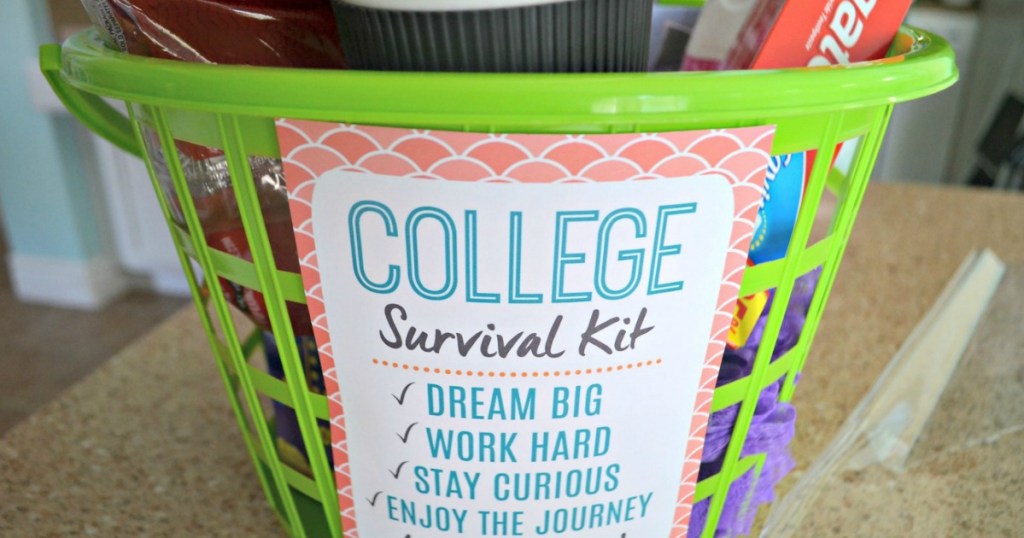 COLLEGE
Survival Kit
DREAM BIG
WORK HARD
STAY CURIOUS
ENJOY THE JOURNEY